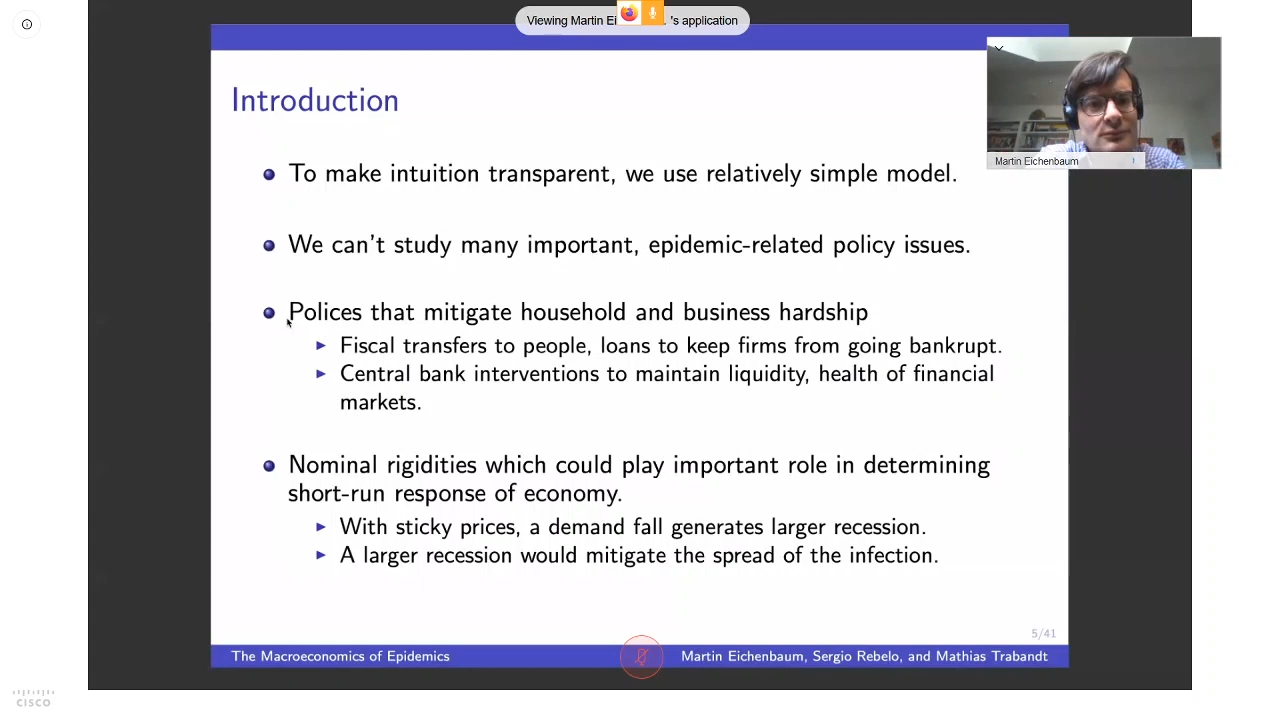 Viewing Martin Ei 's application
Introduction
To make intuition transparent, we use relatively simple model.
We can't study many important, epidemic-related policy issues.
Polices that mitigate household and business hardship
Fiscal transfers to people, loans to keep firms from going bankrupt.
Central bank interventions to maintain liquidity, health of financial
markets.
Nominal rigidities which could play important role in determining
short-run response of economy.
With sticky prices, a demand fall generates larger recession.
A larger recession would mitigate the spread of the infection.
5/41
The Macroeconomics of Epidemics
Martin Eichenbaum, Sergio Rebelo, and Mathias Trabandt
Martin Eichenbaum
CISCO